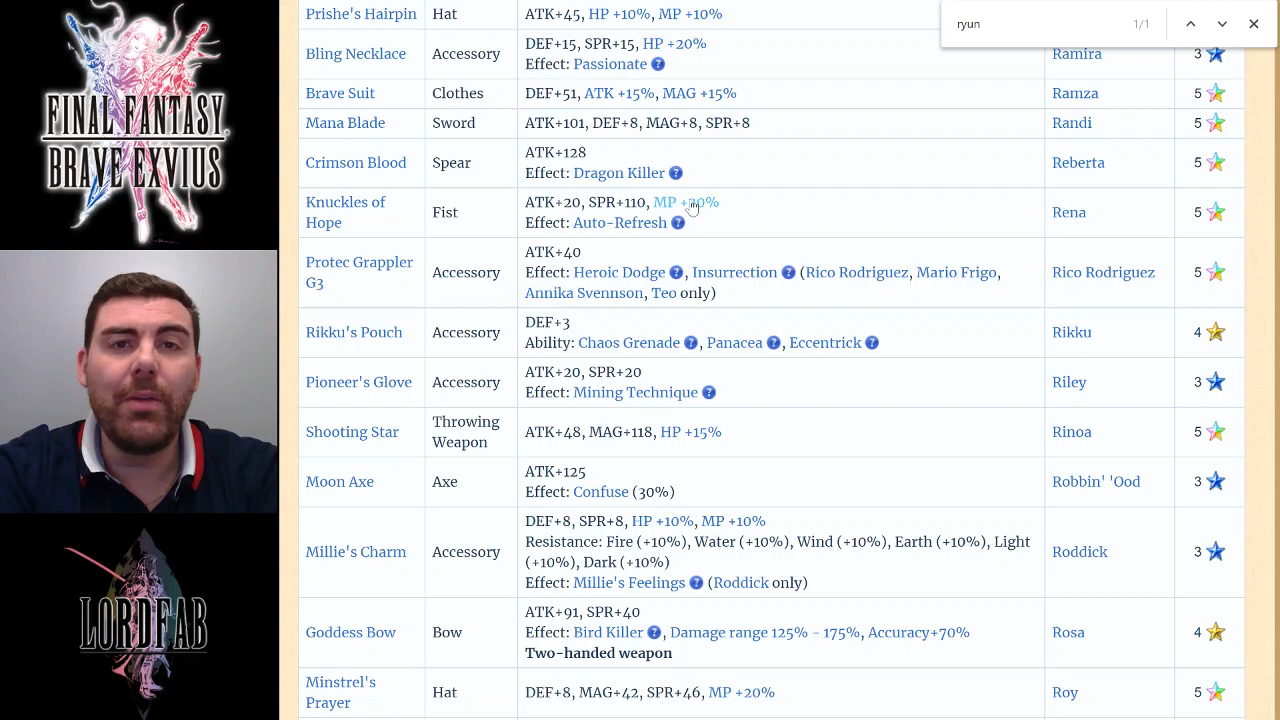 FINAL FANTASY
BRAVE EXVIUS
LORDFAB
ryun
1/1
Prishe's Hairpin Hat ATK+45, HP +10%, MP +10%
Bling Necklace Accessory DEF+15, SPR+15, HP +20% Ramira 3
Effect: Passionate ?
Brave Suit Clothes DEF+51, ATK +15%, MAG +15% Ramza 5
Mana Blade Sword ATK+101, DEF+8, MAG+8, SPR+8 Randi 5
Crimson Blood Spear ATK+128 Reberta 5
Effect: Dragon Killer ?
Knuckles of Fist ATK+20, SPR+110, MP Rena 5
Hope Effect: Auto-Refresh ?
Protec Grappler Accessory ATK+40 Rico Rodriguez 5
G3 Effect: Heroic Dodge ?, Insurrection ? (Rico Rodriguez, Mario Frigo,
Annika Svennson, Teo only)
Rikku's Pouch Accessory DEF+3 Rikku 4
Ability: Chaos Grenade ?, Panacea ?, Eccentrick ?
Pioneer's Glove Accessory ATK+20, SPR+20 Riley 3
Effect: Mining Technique ?
Shooting Star Throwing ATK+48, MAG+118, HP +15% Rinoa 5
Weapon
Moon Axe Axe ATK+125 Robbin' 'Ood 3
Effect: Confuse (30%)
Millie's Charm Accessory DEF+8, SPR+8, HP +10%, MP +10% Roddick 3
Resistance: Fire (+10%), Water (+10%), Wind (+10%), Earth (+10%), Light
(+10%), Dark (+10%)
Effect: Millie's Feelings ? (Roddick only)
Goddess Bow Bow ATK+91, SPR+40 Rosa 4
Effect: Bird Killer ?, Damage range 125% - 175%, Accuracy+70%
Two-handed weapon
Minstrel's Hat DEF+8, MAG+42, SPR+46, MP +20% Roy 5
Prayer